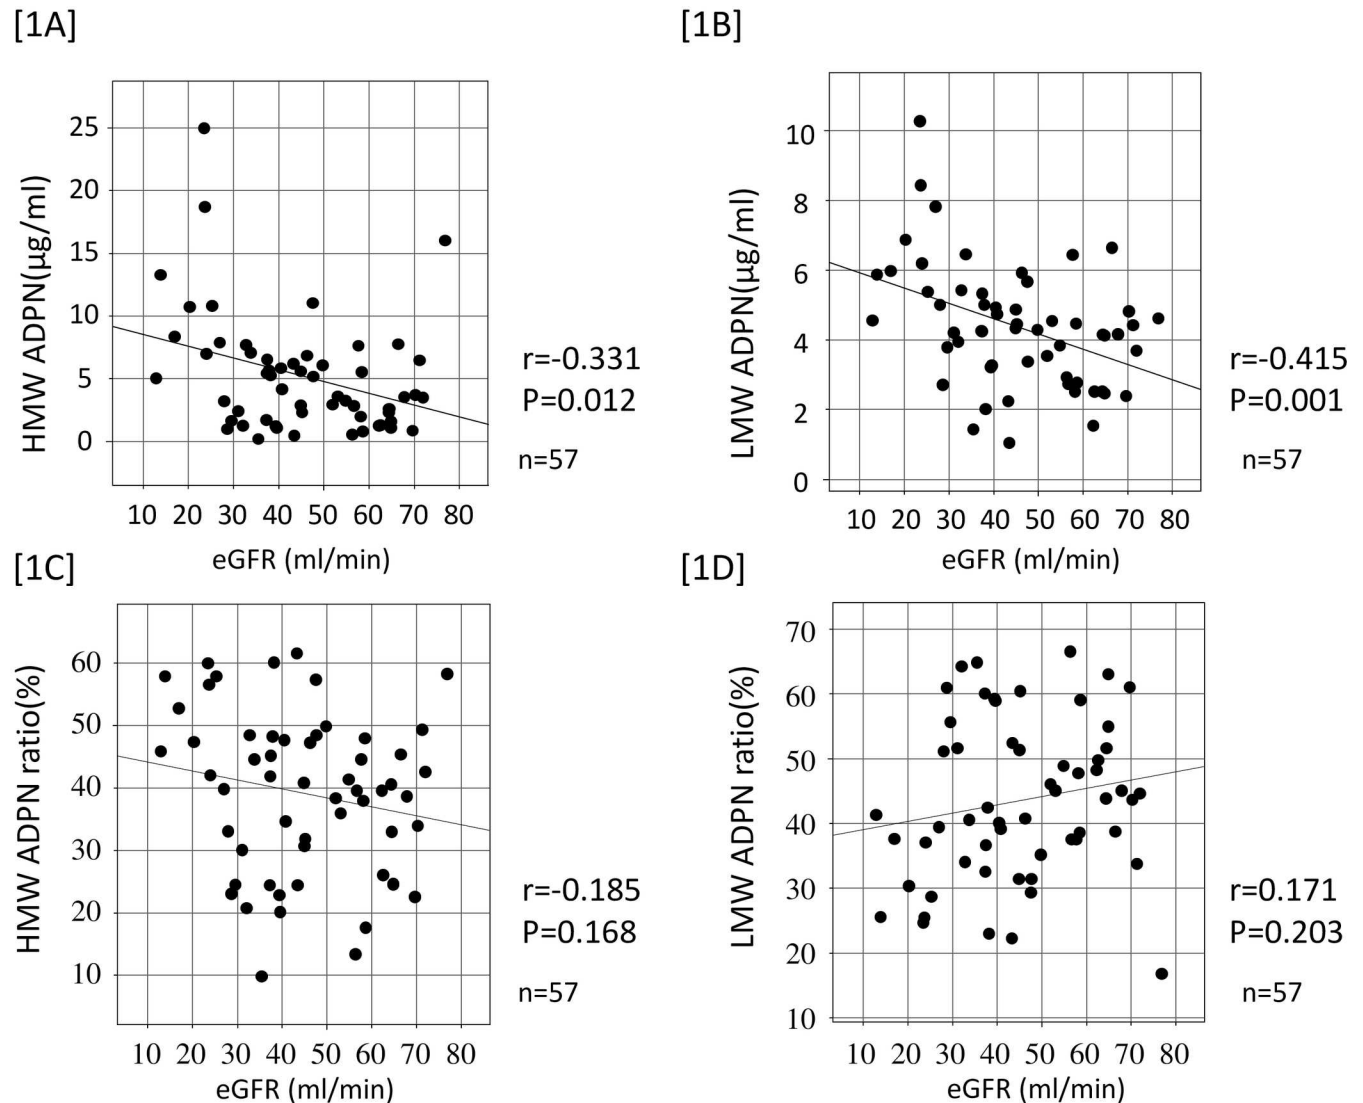 [1A]
HMW ADPN(μg/ml)
25
20
15
10
5
0
10 20 30 40 50 60 70 80
eGFR (ml/min)
r=-0.331
P=0.012
n=57
[1B]
LMW ADPN(μg/ml)
10
8
6
4
2
0
10 20 30 40 50 60 70 80
eGFR (ml/min)
r=-0.415
P=0.001
n=57
[1C]
HMW ADPN ratio(%)
60
50
40
30
20
10
10 20 30 40 50 60 70 80
eGFR (ml/min)
r=-0.185
P=0.168
n=57
[1D]
LMW ADPN ratio(%)
70
60
50
40
30
20
10
10 20 30 40 50 60 70 80
eGFR (ml/min)
r=0.171
P=0.203
n=57